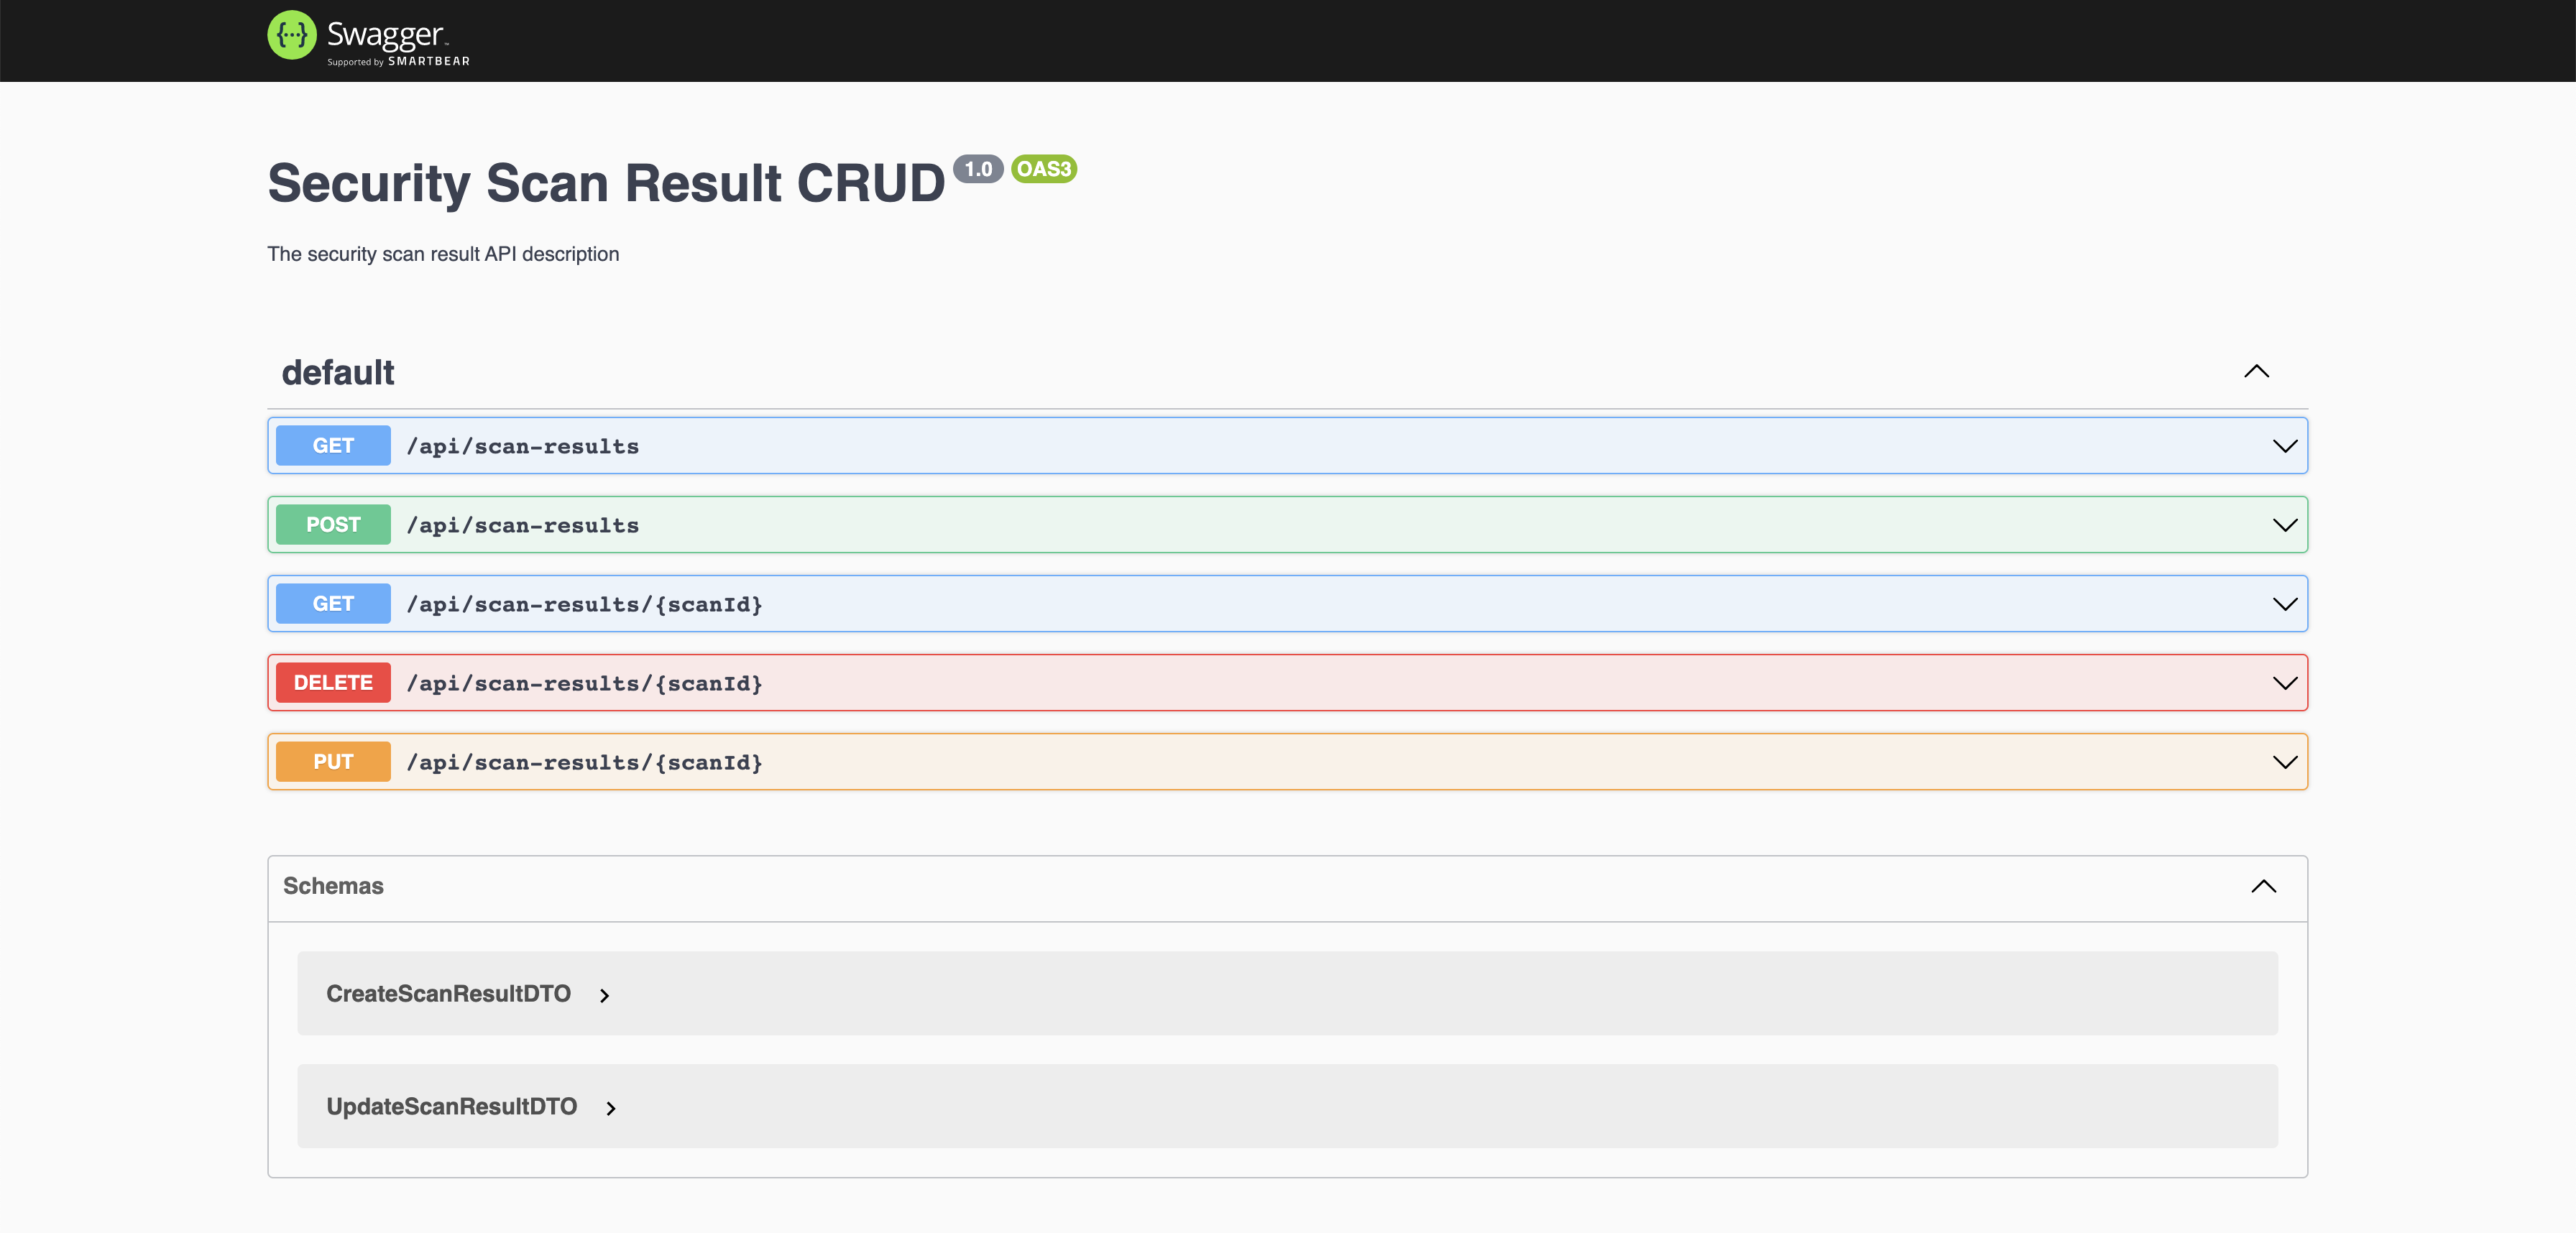 {···} Swagger™
Supported by SMARTBEAR
Security Scan Result CRUD 1.0 OAS3
The security scan result API description
default
GET /api/scan-results
POST /api/scan-results
GET /api/scan-results/{scanId}
DELETE /api/scan-results/{scanId}
PUT /api/scan-results/{scanId}
Schemas
CreateScanResultDTO
UpdateScanResultDTO